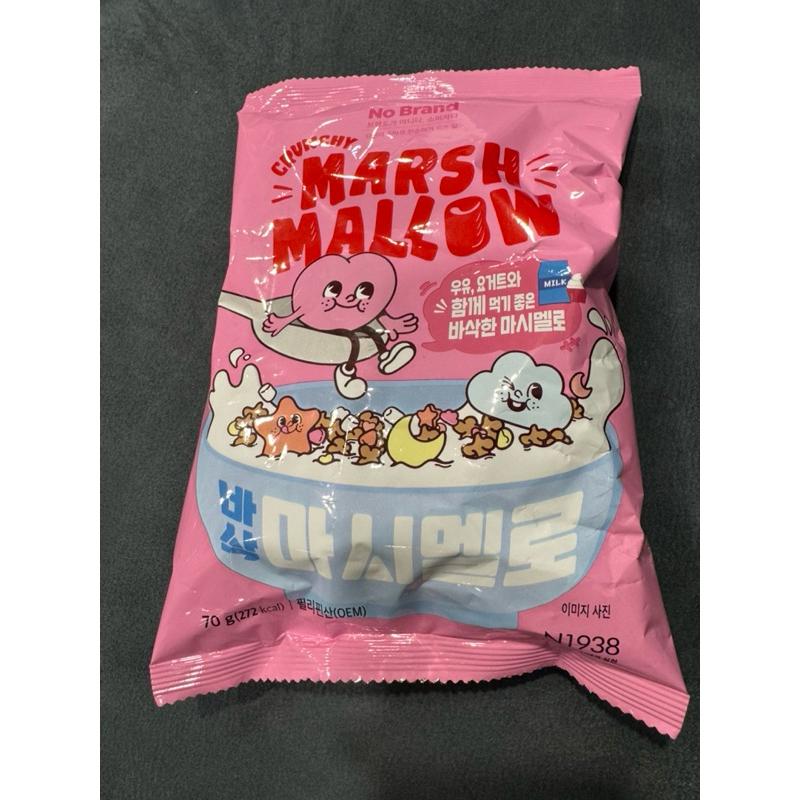 No Brand
CRUNCHY
MARSH
MALLOW
우유, 요거트와
함께 먹기 좋은
바삭한 마시멜로
MILK
바삭
마시멜로
70 g(272 kcal) | 필리핀산(OEM)
이미지 사진
N1938